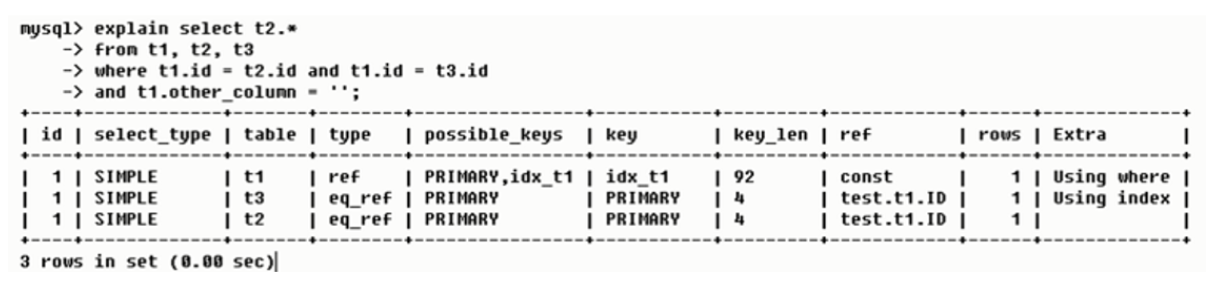 mysql> explain select t2.*
    -> from t1, t2, t3
    -> where t1.id = t2.id and t1.id = t3.id
    -> and t1.other_column = '';
+----+-------------+-------+--------+----------------+---------+---------+------------+------+-------------+
| id | select_type | table | type   | possible_keys  | key     | key_len | ref        | rows | Extra       |
+----+-------------+-------+--------+----------------+---------+---------+------------+------+-------------+
|  1 | SIMPLE      | t1    | ref    | PRIMARY,idx_t1 | idx_t1  | 92      | const      |    1 | Using where |
|  1 | SIMPLE      | t3    | eq_ref | PRIMARY        | PRIMARY | 4       | test.t1.ID |    1 | Using index |
|  1 | SIMPLE      | t2    | eq_ref | PRIMARY        | PRIMARY | 4       | test.t1.ID |    1 |             |
+----+-------------+-------+--------+----------------+---------+---------+------------+------+-------------+
3 rows in set (0.00 sec)